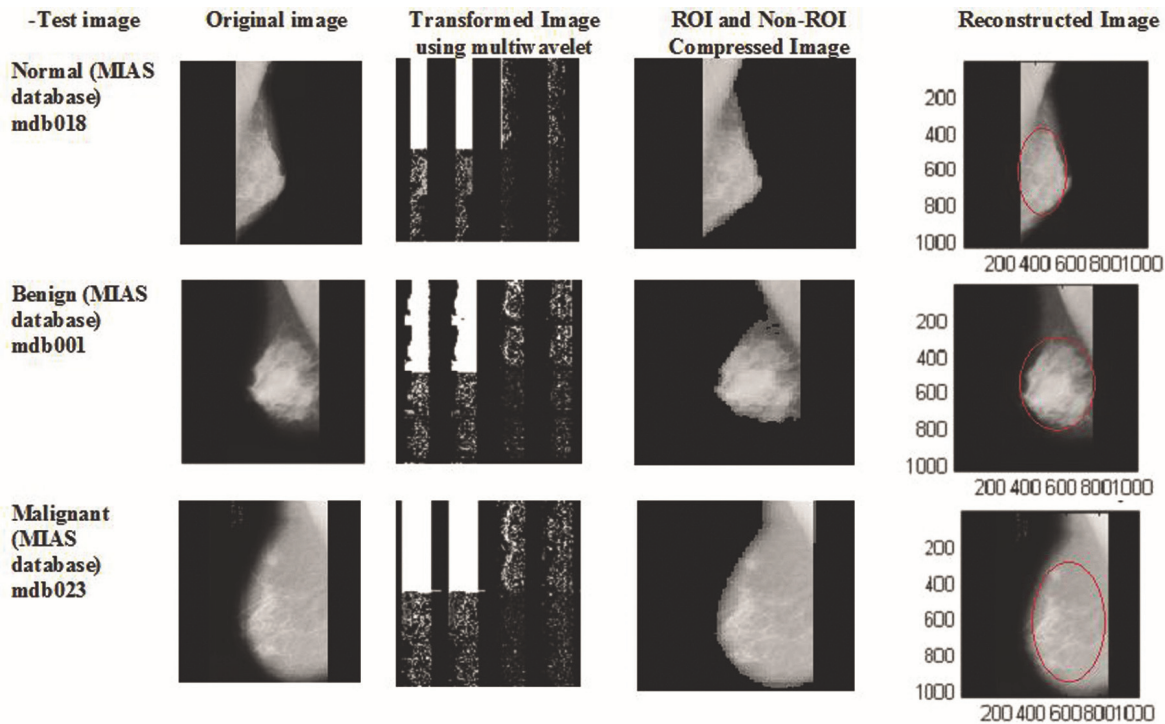 -Test image Original image Transformed Image ROI and Non-ROI Reconstructed Image
using multiwavelet Compressed Image
Normal (MIAS
database)
mdb018
200
400
600
800
1000
200 400 600 8001000
Benign (MIAS
database)
mdb001
200
400
600
800
1000
200 400 600 8001000
Malignant
(MIAS
database)
mdb023
200
400
600
800
1000
200 400 600 8001000